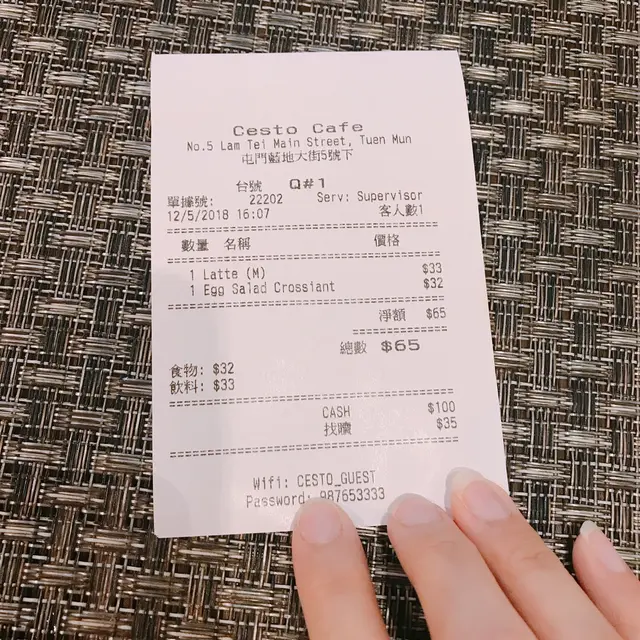 Cesto Cafe
No.5 Lam Tei Main Street, Tuen Mun
屯門藍地大街5號下
台號 Q#1
單據號: 22202 Serv: Supervisor
12/5/2018 16:07 客人數1
數量 名稱 價格
1 Latte (M) $33
1 Egg Salad Crossiant $32
淨額 $65
總數 $65
食物: $32
飲料: $33
CASH $100
找贖 $35
Wifi: CESTO_GUEST
Password: 987653333